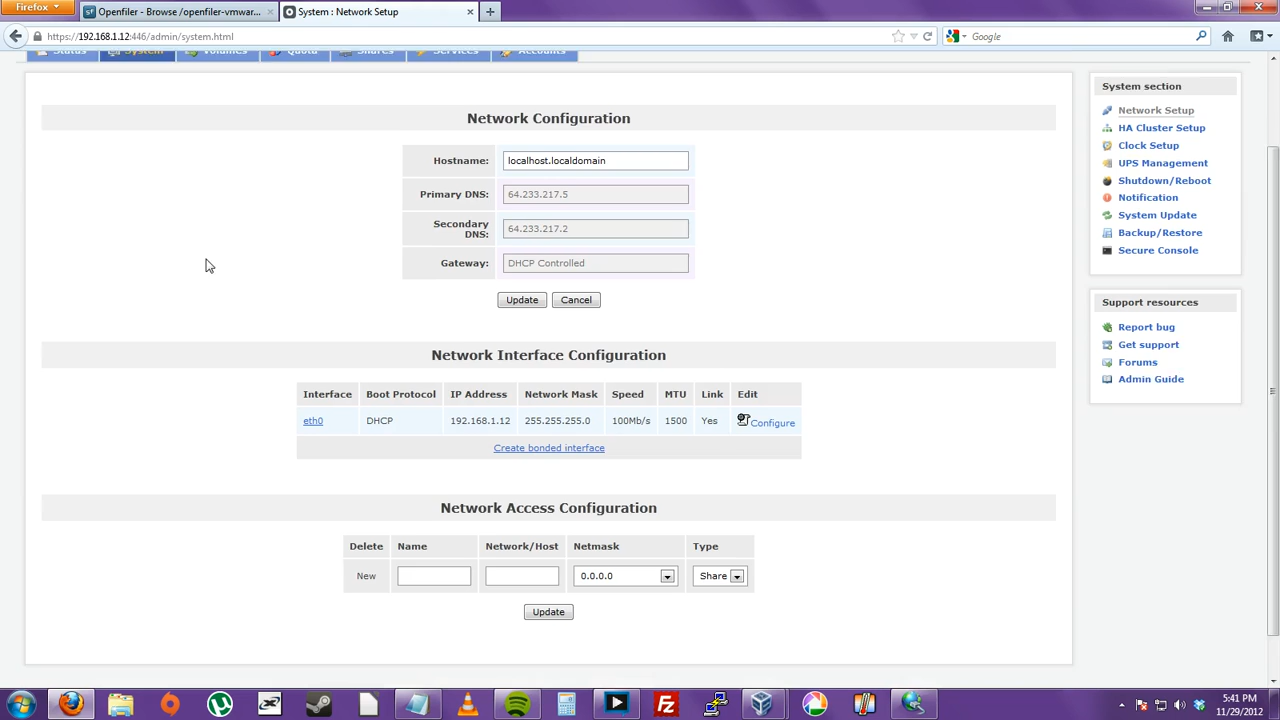 Firefox
Openfiler - Browse /openfiler-vmwar...
System : Network Setup
https://192.168.1.12:446/admin/system.html
Google
Status
System
Volumes
Quota
Shares
Services
Accounts
Network Configuration
Hostname:
localhost.localdomain
Primary DNS:
64.233.217.5
Secondary
DNS:
64.233.217.2
Gateway:
DHCP Controlled
Update
Cancel
Network Interface Configuration
Interface Boot Protocol IP Address Network Mask Speed MTU Link Edit
eth0 DHCP 192.168.1.12 255.255.255.0 100Mb/s 1500 Yes Configure
Create bonded interface
Network Access Configuration
Delete Name Network/Host Netmask Type
New 0.0.0.0 Share
Update
System section
Network Setup
HA Cluster Setup
Clock Setup
UPS Management
Shutdown/Reboot
Notification
System Update
Backup/Restore
Secure Console
Support resources
Report bug
Get support
Forums
Admin Guide
5:41 PM
11/29/2012